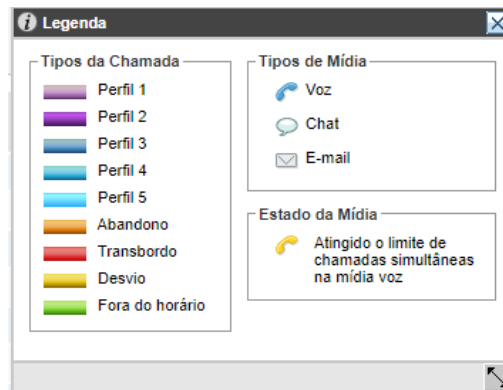 Legenda
Tipos da Chamada
Perfil 1
Perfil 2
Perfil 3
Perfil 4
Perfil 5
Abandono
Transbordo
Desvio
Fora do horário
Tipos de Mídia
Voz
Chat
E-mail
Estado da Mídia
Atingido o limite de
chamadas simultâneas
na mídia voz